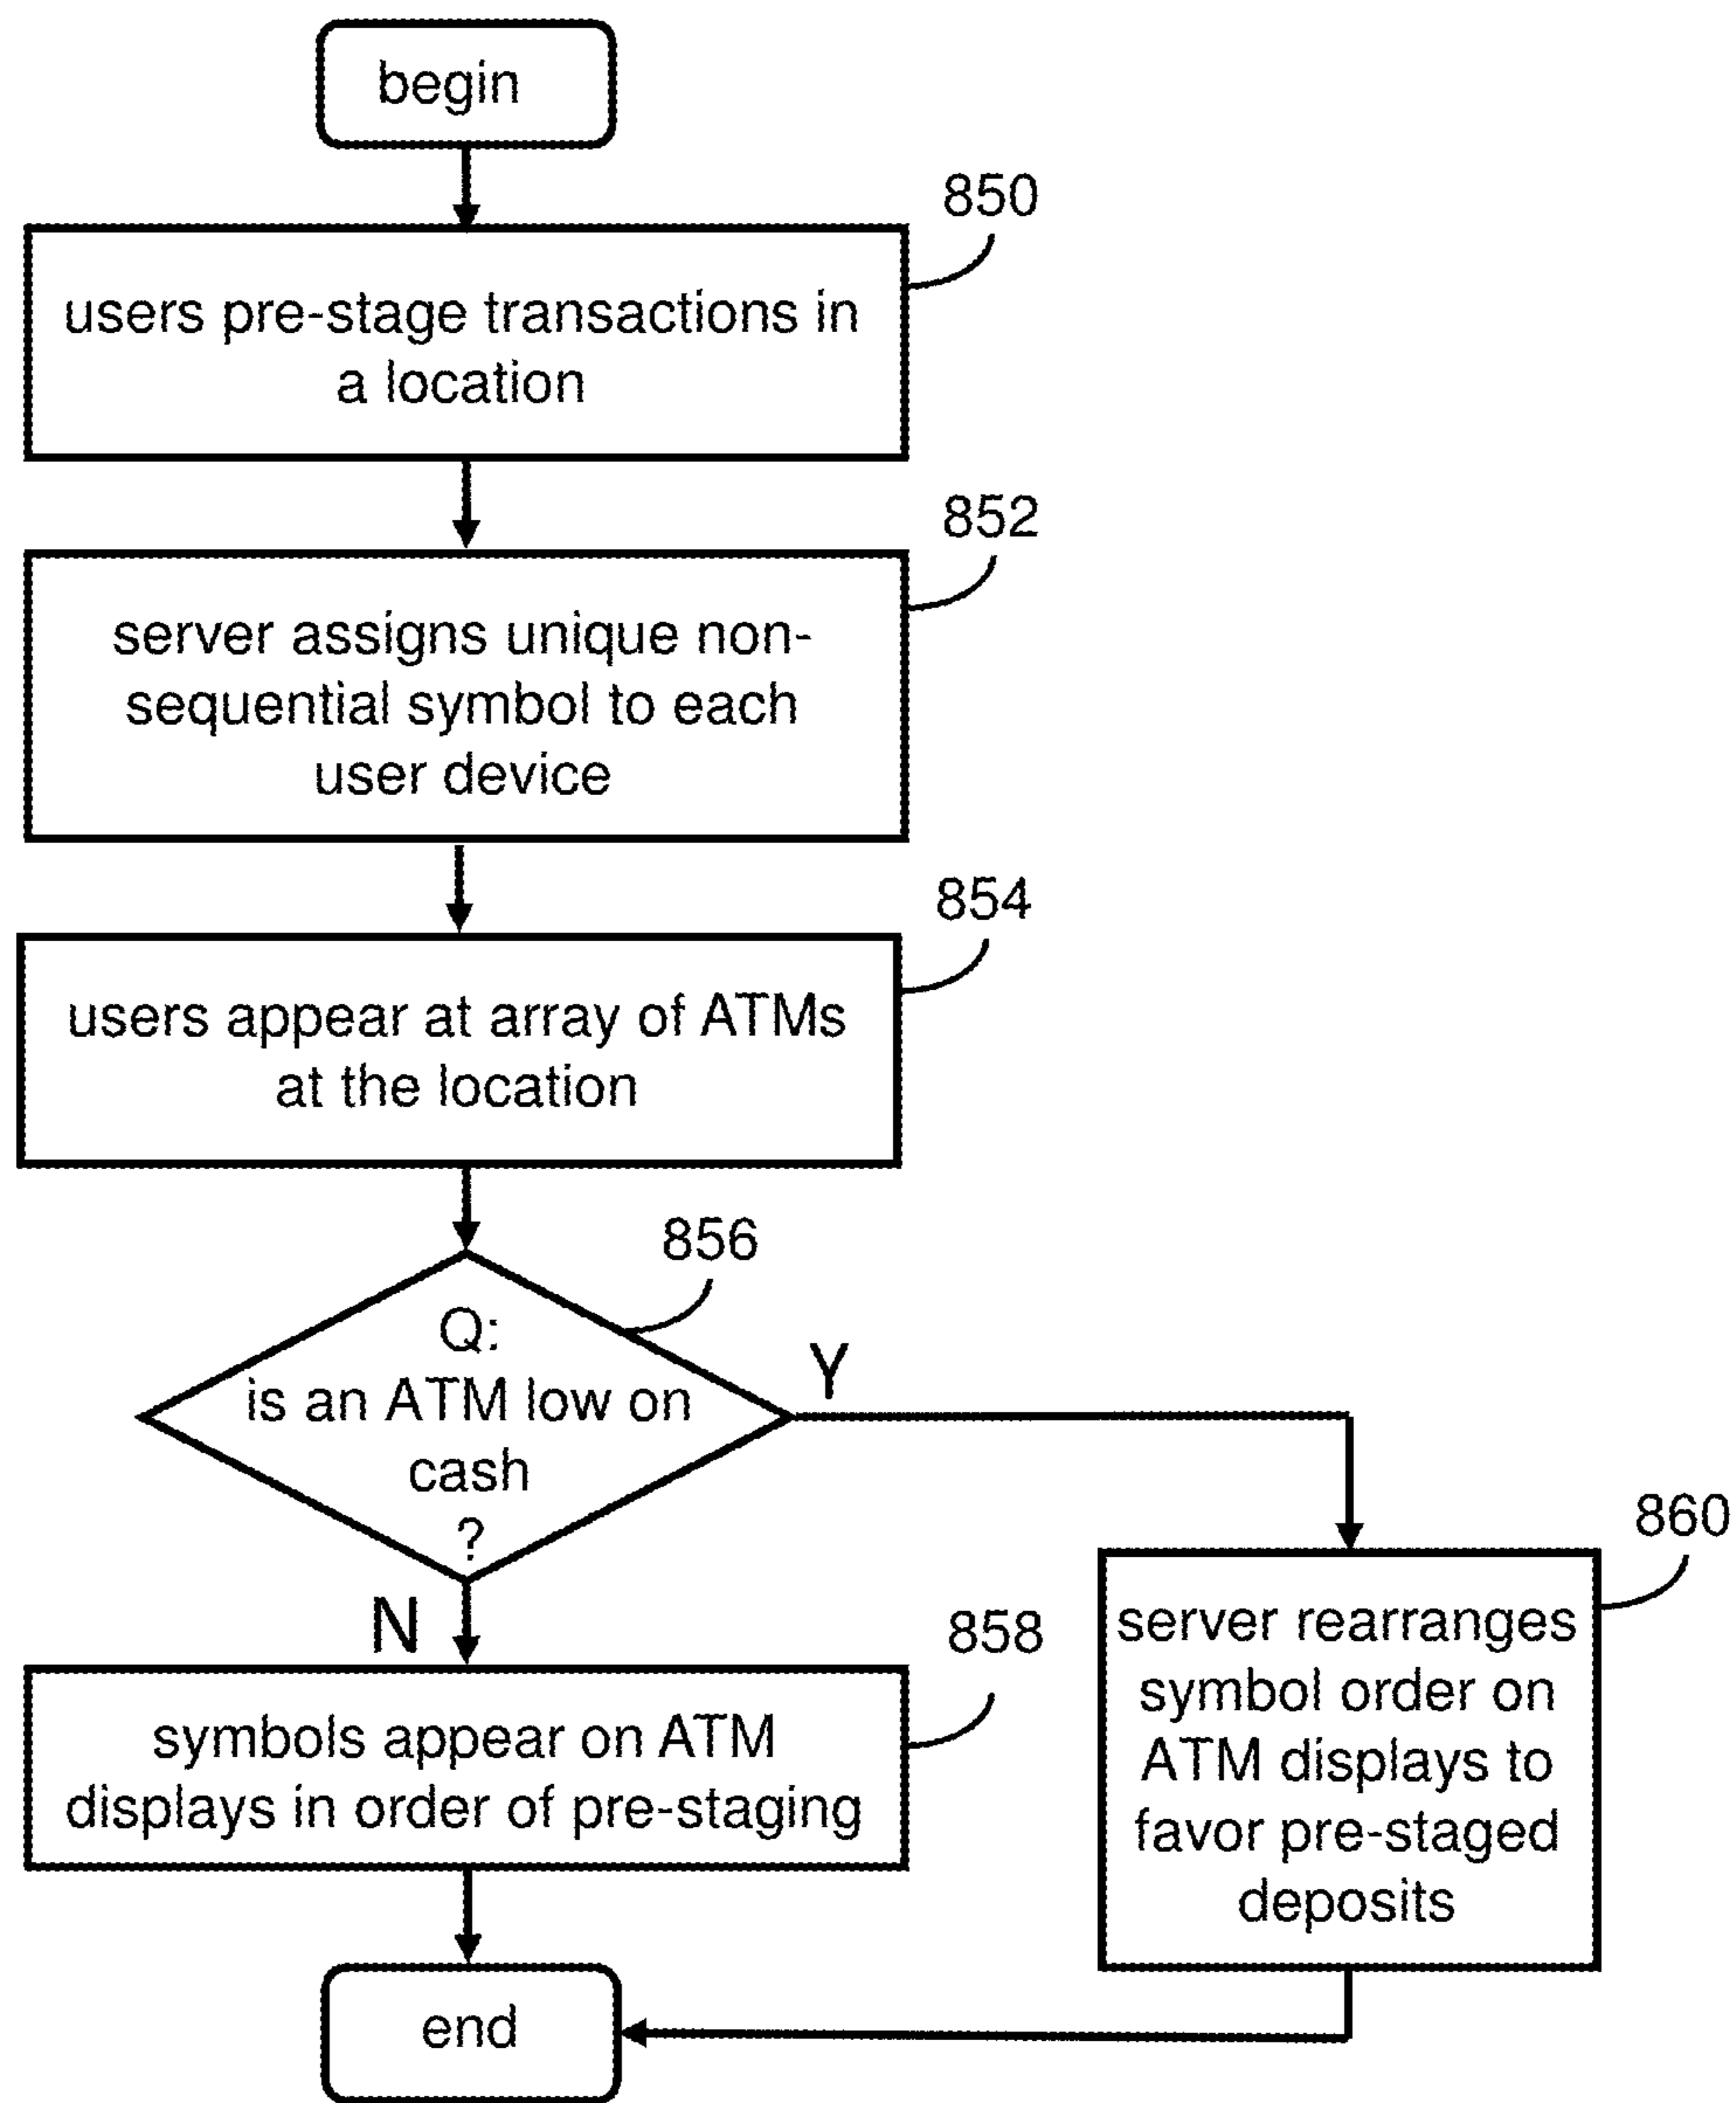 begin
850
users pre-stage transactions in
a location
852
server assigns unique non-
sequential symbol to each
user device
854
users appear at array of ATMs
at the location
856
Q:
is an ATM low on
cash
?
Y
N
858
symbols appear on ATM
displays in order of pre-staging
860
server rearranges
symbol order on
ATM displays to
favor pre-staged
deposits
end